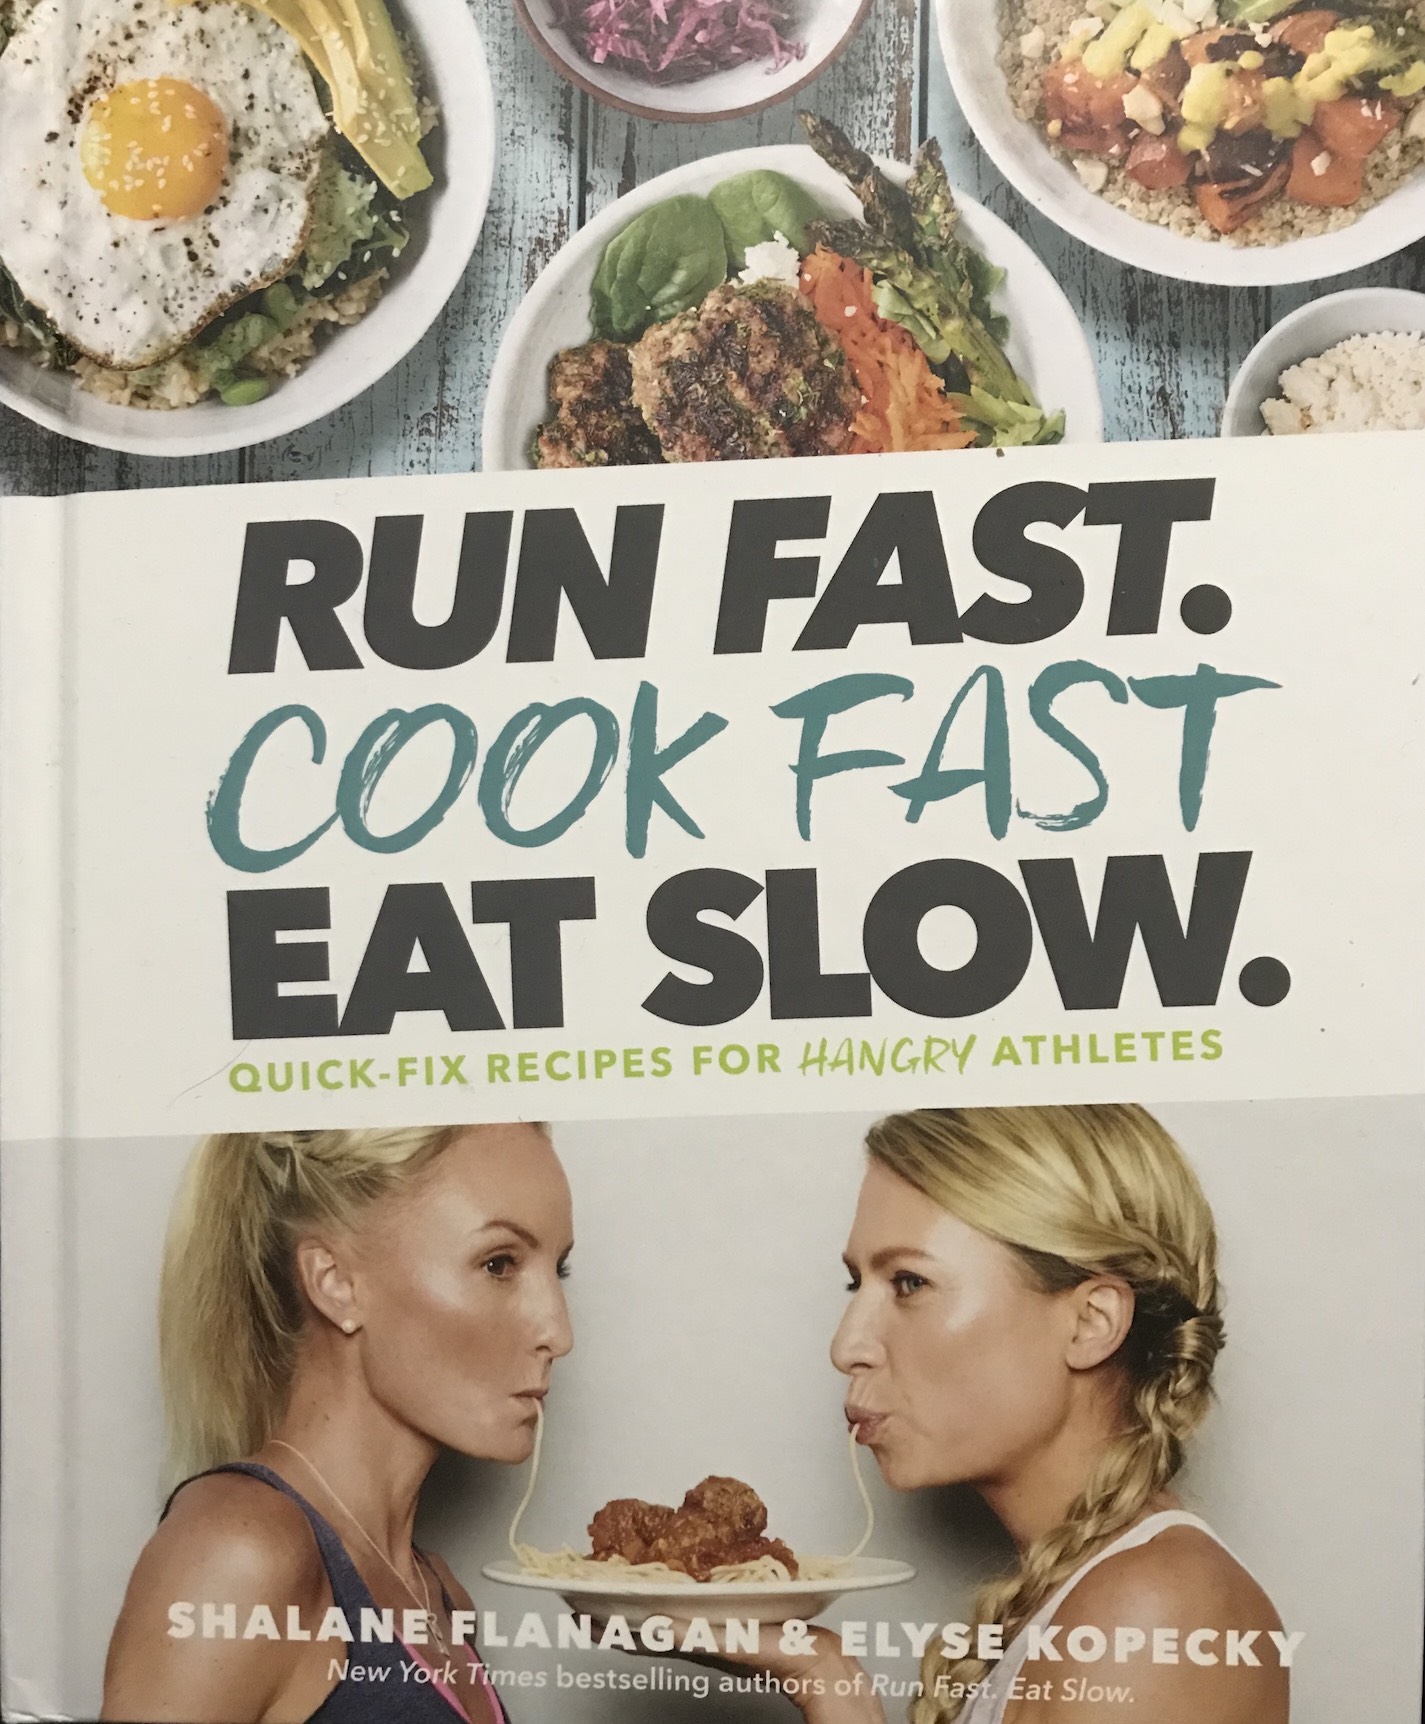 RUN FAST.
COOK FAST
EAT SLOW.
QUICK-FIX RECIPES FOR HANGRY ATHLETES
SHALANE FLANAGAN & ELYSE KOPECKY
New York Times bestselling authors of Run Fast. Eat Slow.